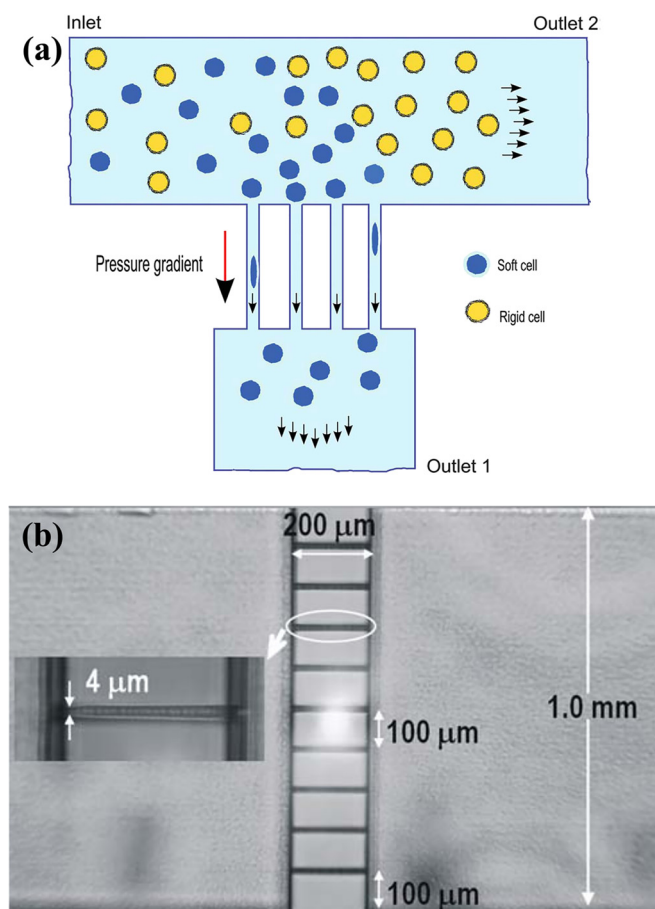 Inlet
Outlet 2
(a)
Pressure gradient
Soft cell
Rigid cell
Outlet 1
(b)
200 μm
4 μm
1.0 mm
100 μm
100 μm